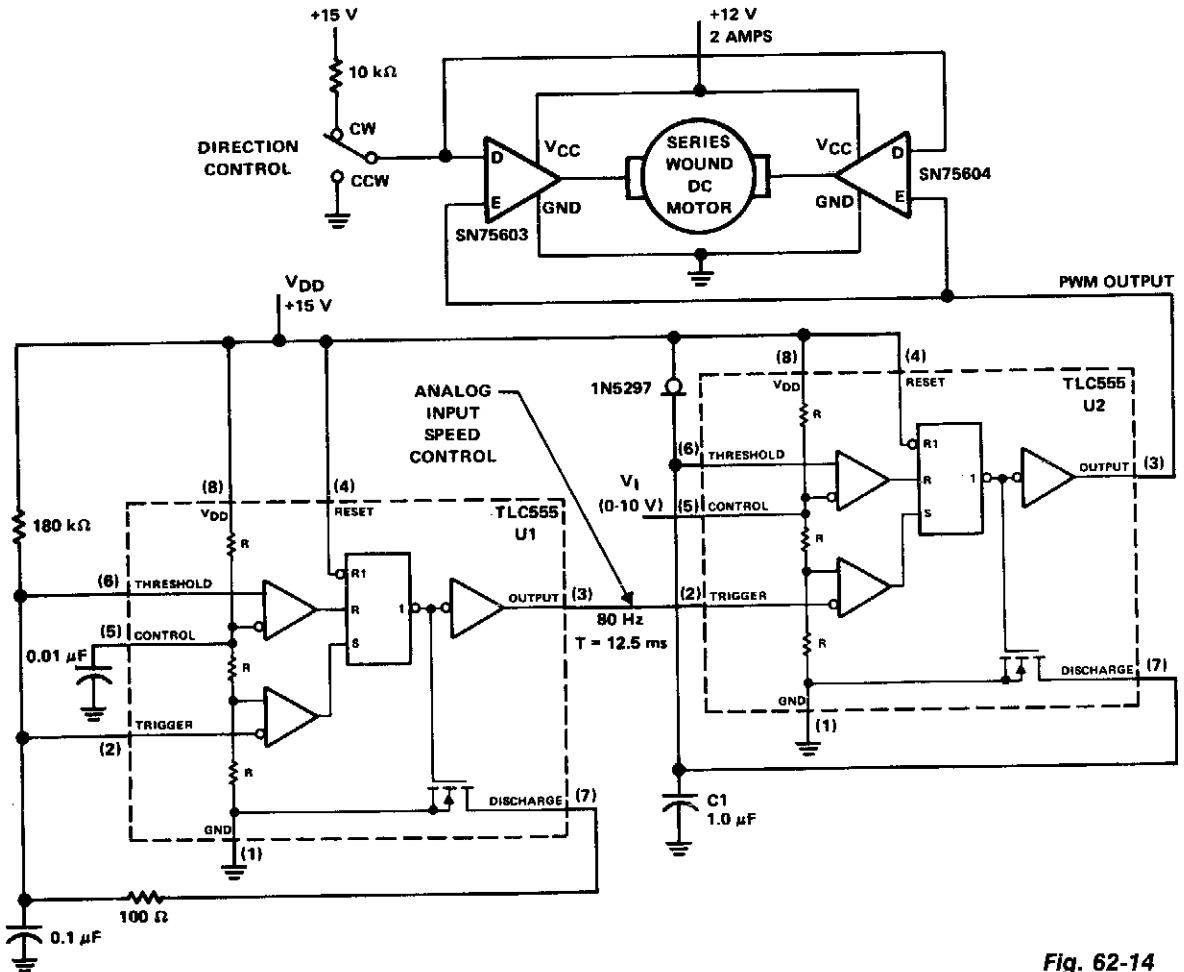 +15 V
10 kΩ
CW
DIRECTION
CONTROL
CCW
+12 V
2 AMPS
D
E
VCC
GND
SN75603
SERIES
WOUND
DC
MOTOR
VCC
GND
D
E
SN75604
PWM OUTPUT
VDD
+15 V
180 kΩ
(8)
(4)
VDD
RESET
TLC555
U1
R
R1
(6)
THRESHOLD
R
1
OUTPUT
(3)
(5)
CONTROL
S
0.01 μF
R
TRIGGER
(2)
R
DISCHARGE
(7)
GND
(1)
100 Ω
0.1 μF
ANALOG
INPUT
SPEED
CONTROL
80 Hz
T = 12.5 ms
1N5297
(8)
(4)
VDD
RESET
TLC555
U2
R
R1
(6)
THRESHOLD
R
1
OUTPUT
(3)
VI
(0-10 V)
(5)
CONTROL
S
R
(2)
TRIGGER
R
DISCHARGE
(7)
GND
(1)
C1
1.0 μF
Fig. 62-14